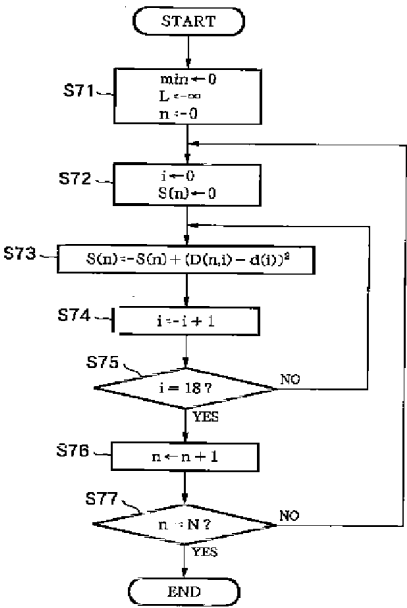 START
S71
min←0
L←∞
n←0
S72
i←0
S(n)←0
S73
S(n)←S(n)+(D(n,i)−d(i))²
S74
i←i+1
S75
i=18?
NO
YES
S76
n←n+1
S77
n=N?
NO
YES
END